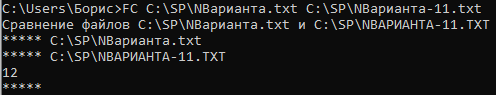 C:\Users\Борис>FC C:\SP\NВарианта.txt C:\SP\NВарианта-11.txt
Сравнение файлов C:\SP\NВарианта.txt и C:\SP\NВАРИАНТА-11.TXT
***** C:\SP\NВарианта.txt
***** C:\SP\NВАРИАНТА-11.TXT
12
*****